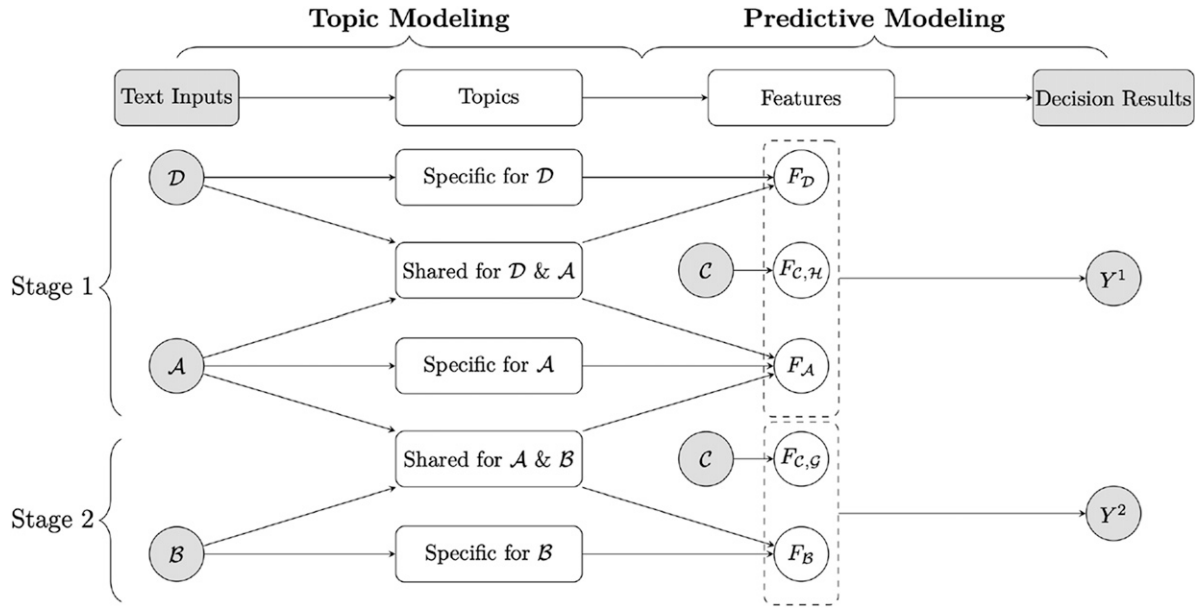 Topic Modeling Predictive Modeling
Text Inputs Topics Features Decision Results
𝒟 Specific for 𝒟 F𝒟
Stage 1 Shared for 𝒟 & 𝒜 𝒞 F𝒞,ℋ Y¹
𝒜 Specific for 𝒜 F𝒜
Shared for 𝒜 & ℬ 𝒞 F𝒞,𝒢
Stage 2 Y²
ℬ Specific for ℬ Fℬ